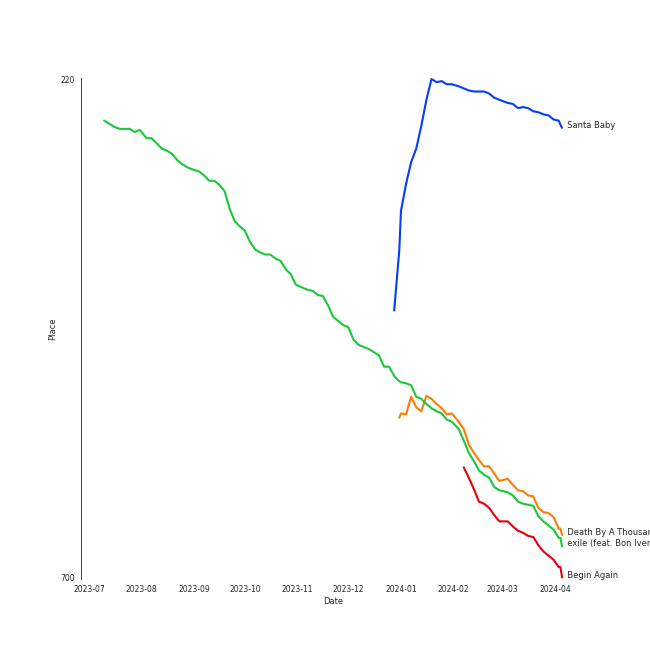 220
Santa Baby
Place
Death By A Thousan
exile (feat. Bon Iver
Begin Again
700
2023-07 2023-08 2023-09 2023-10 2023-11 2023-12 2024-01 2024-02 2024-03 2024-04
Date